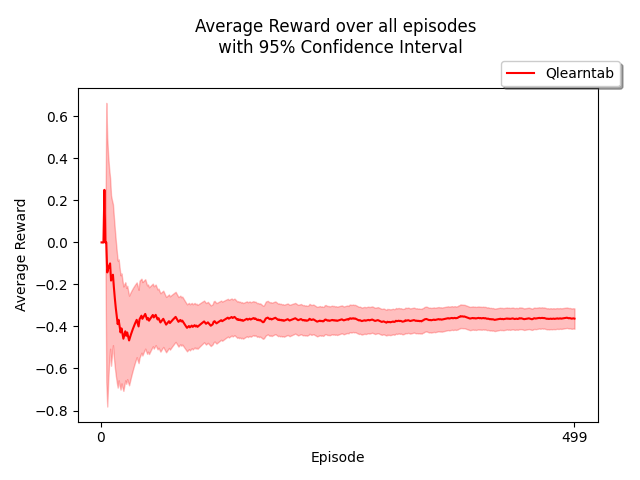 Average Reward over all episodes
with 95% Confidence Interval
Qlearntab
0.6
0.4
0.2
0.0
−0.2
−0.4
−0.6
−0.8
Average Reward
0
499
Episode